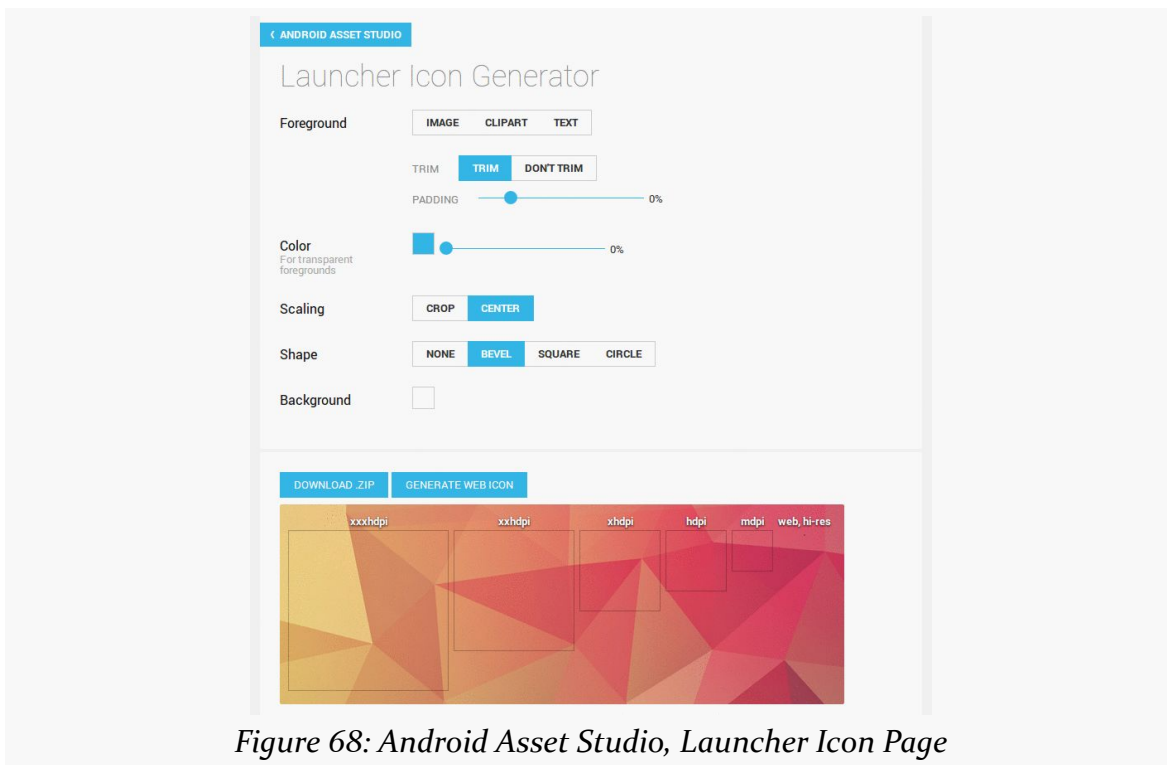 ‹ ANDROID ASSET STUDIO
Launcher Icon Generator
Foreground IMAGE CLIPART TEXT
TRIM TRIM DON'T TRIM
PADDING 0%
Color 0%
For transparent
foregrounds
Scaling CROP CENTER
Shape NONE BEVEL SQUARE CIRCLE
Background
DOWNLOAD .ZIP GENERATE WEB ICON
xxxhdpi xxhdpi xhdpi hdpi mdpi web, hi-res
Figure 68: Android Asset Studio, Launcher Icon Page